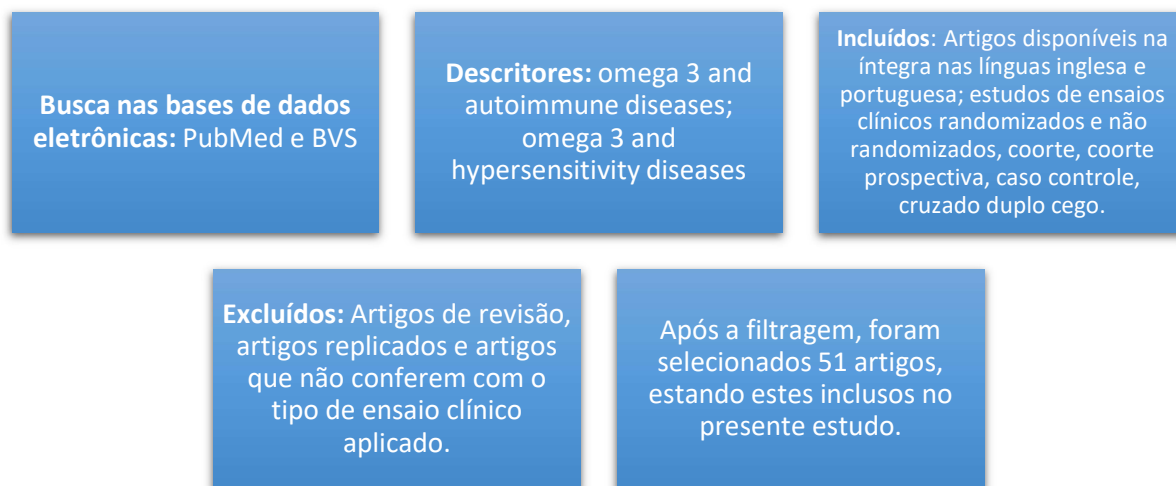 Busca nas bases de dados
eletrônicas: PubMed e BVS
Descritores: omega 3 and
autoimmune diseases;
omega 3 and
hypersensitivity diseases
Incluídos: Artigos disponíveis na
íntegra nas línguas inglesa e
portuguesa; estudos de ensaios
clínicos randomizados e não
randomizados, coorte, coorte
prospectiva, caso controle,
cruzado duplo cego.
Excluídos: Artigos de revisão,
artigos replicados e artigos
que não conferem com o
tipo de ensaio clínico
aplicado.
Após a filtragem, foram
selecionados 51 artigos,
estando estes inclusos no
presente estudo.